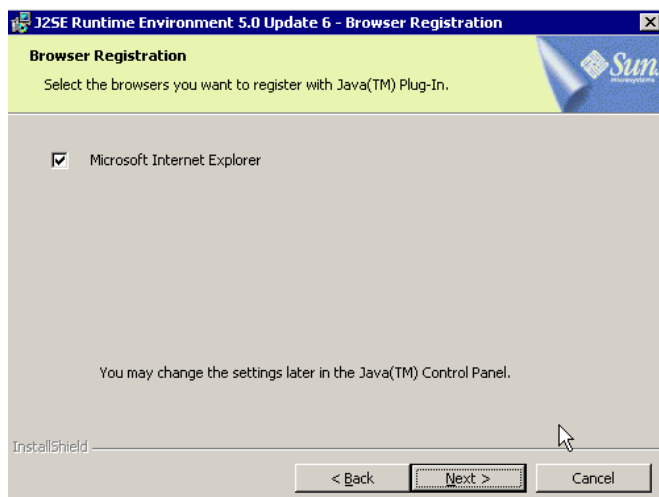 J2SE Runtime Environment 5.0 Update 6 - Browser Registration
Browser Registration
Select the browsers you want to register with Java(TM) Plug-In.
Sun
microsystems
Microsoft Internet Explorer
You may change the settings later in the Java(TM) Control Panel.
InstallShield
< Back Next > Cancel